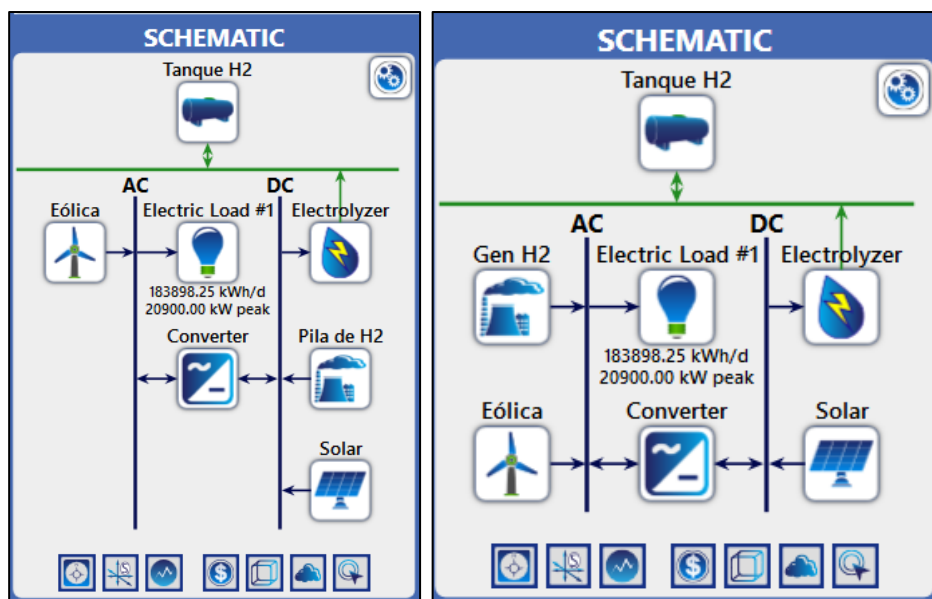 SCHEMATIC
Tanque H2
AC
DC
Eólica
Electric Load #1
Electrolyzer
183898.25 kWh/d
20900.00 kW peak
Converter
Pila de H2
Solar
SCHEMATIC
Tanque H2
AC
DC
Gen H2
Electric Load #1
Electrolyzer
183898.25 kWh/d
20900.00 kW peak
Eólica
Converter
Solar